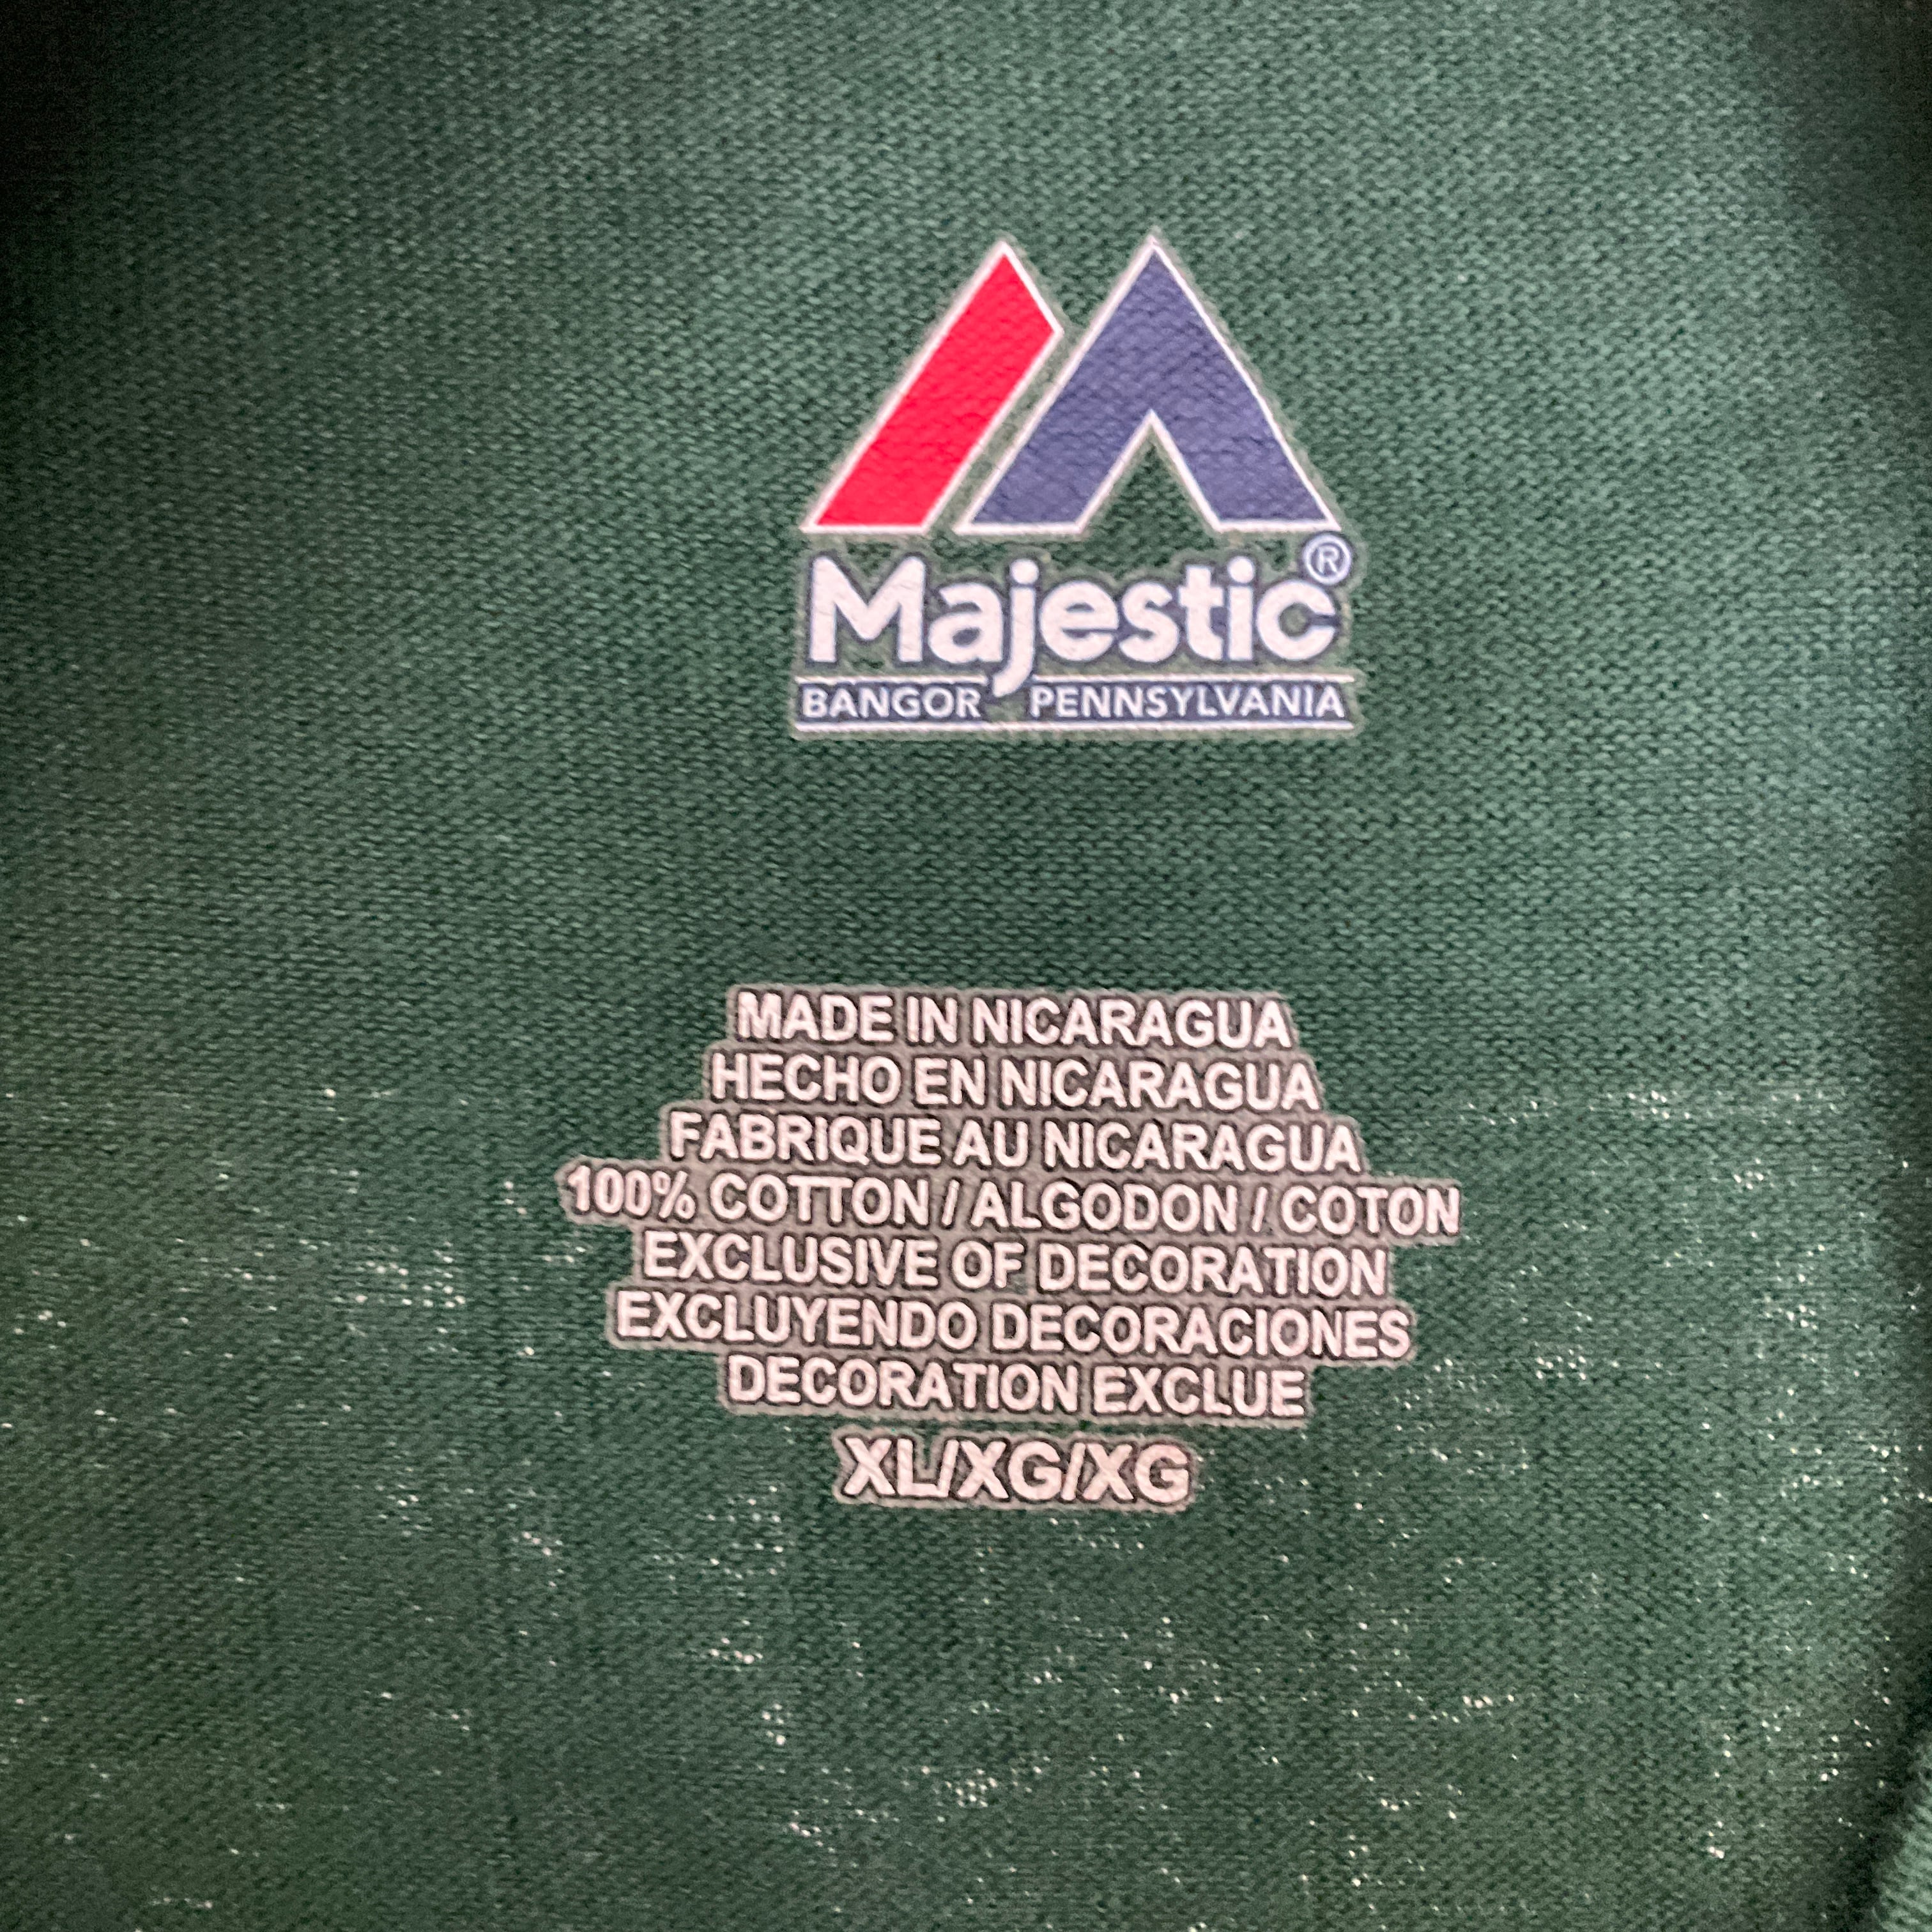 Majestic®
BANGOR PENNSYLVANIA
MADE IN NICARAGUA
HECHO EN NICARAGUA
FABRIQUE AU NICARAGUA
100% COTTON / ALGODON / COTON
EXCLUSIVE OF DECORATION
EXCLUYENDO DECORACIONES
DECORATION EXCLUE
XL/XG/XG